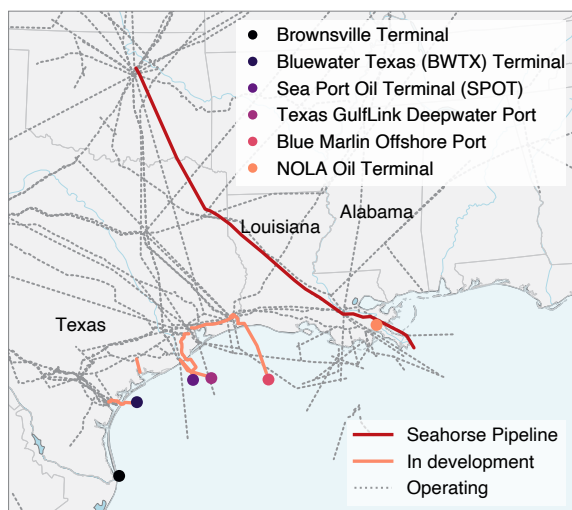 Brownsville Terminal
Bluewater Texas (BWTX) Terminal
Sea Port Oil Terminal (SPOT)
Texas GulfLink Deepwater Port
Blue Marlin Offshore Port
NOLA Oil Terminal
Alabama
Louisiana
Texas
Seahorse Pipeline
In development
Operating